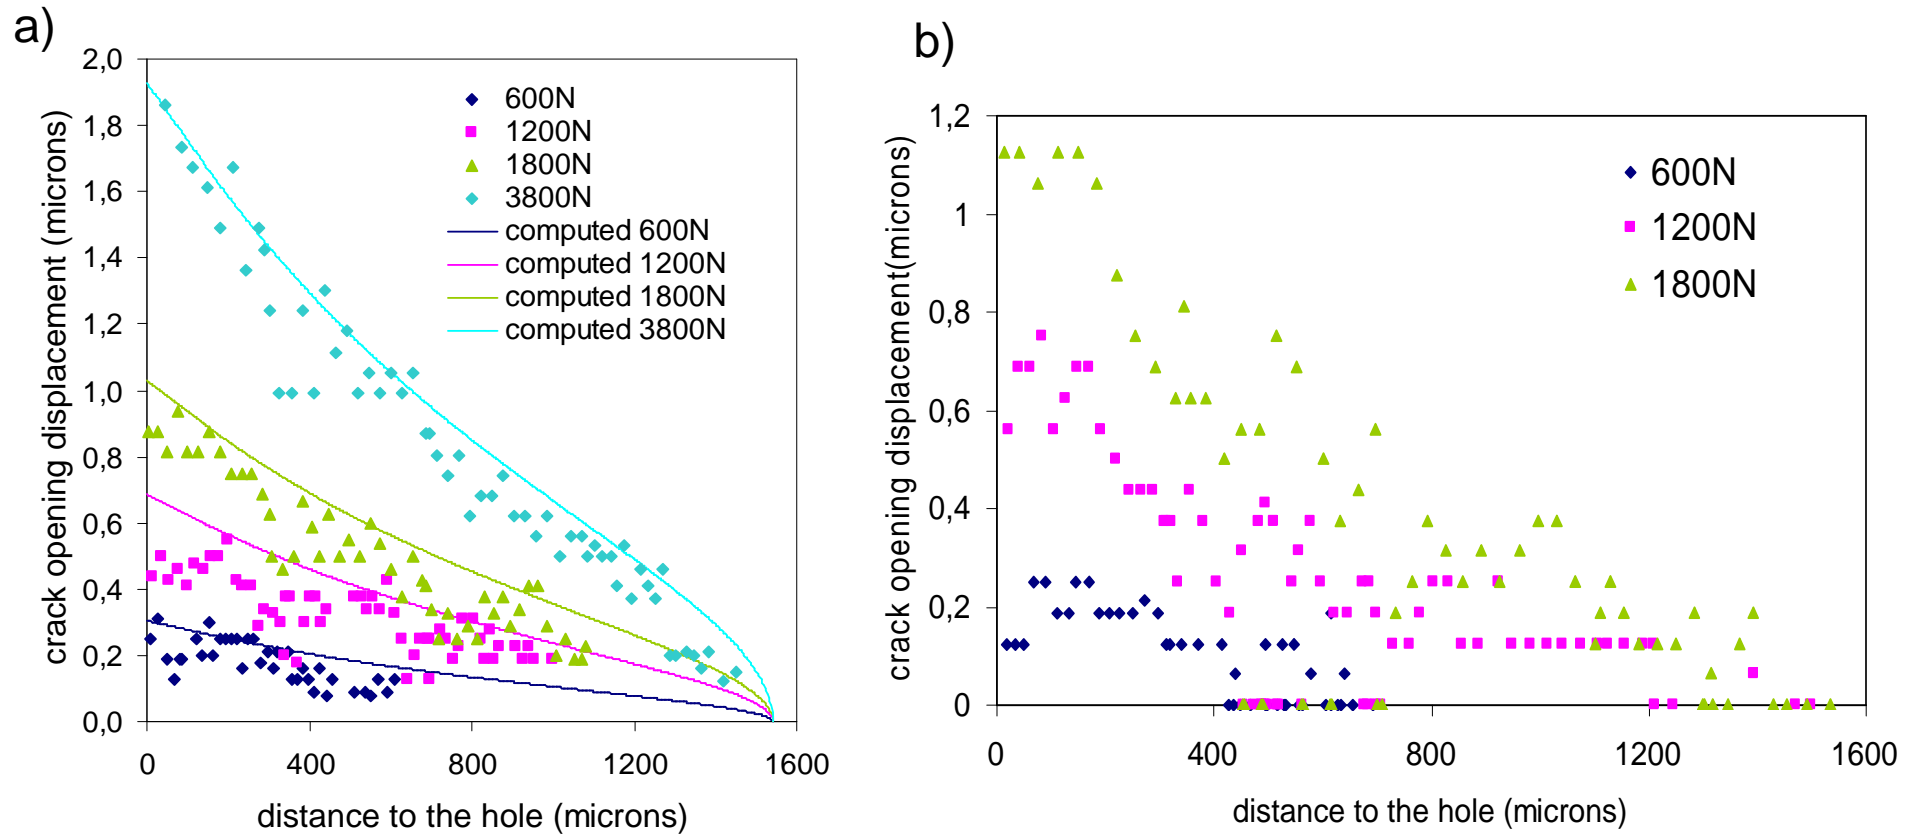 a)
2,0
1,8
1,6
1,4
1,2
1,0
0,8
0,6
0,4
0,2
0,0
crack opening displacement (microns)
600N
1200N
1800N
3800N
computed 600N
computed 1200N
computed 1800N
computed 3800N
0 400 800 1200 1600
distance to the hole (microns)
b)
1,2
1
0,8
0,6
0,4
0,2
0
crack opening displacement(microns)
600N
1200N
1800N
0 400 800 1200 1600
distance to the hole (microns)